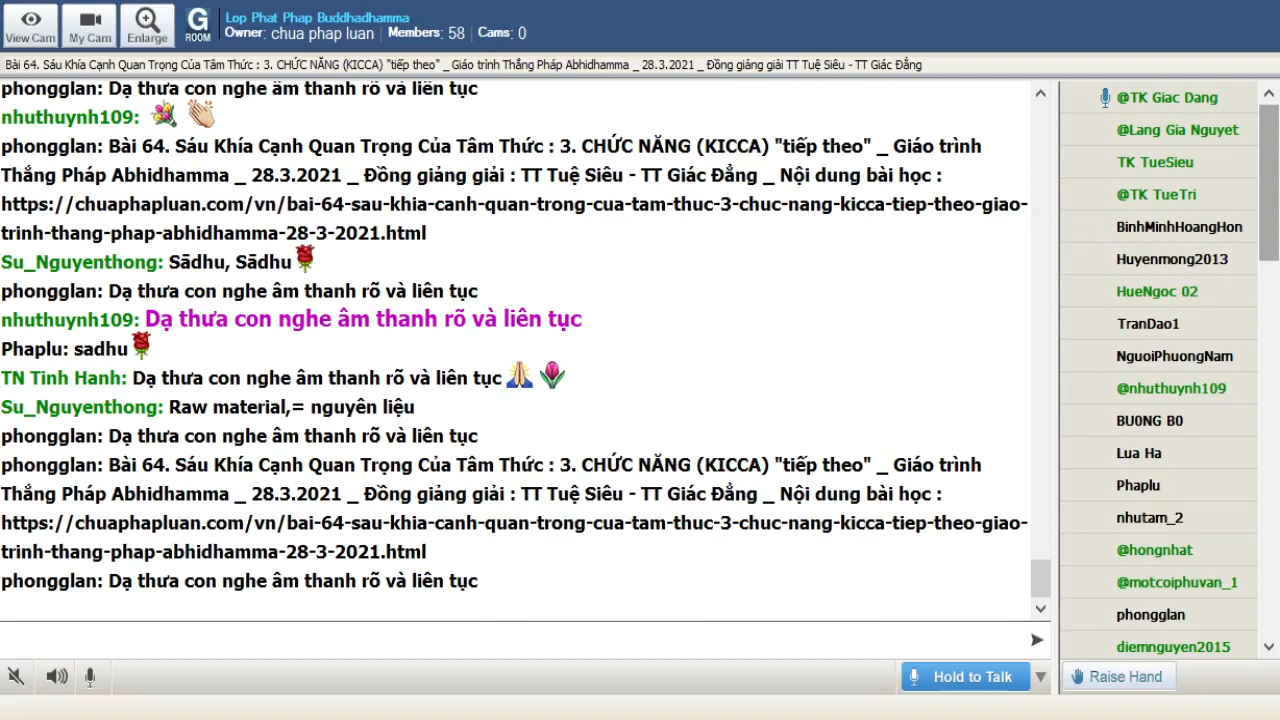 View Cam
My Cam
Enlarge
G ROOM
Lop Phat Phap Buddhadhamma
Owner: chua phap luan | Members: 58 | Cams: 0
Bài 64. Sáu Khía Cạnh Quan Trọng Của Tâm Thức : 3. CHỨC NĂNG (KICCA) "tiếp theo" _ Giáo trình Thắng Pháp Abhidhamma _ 28.3.2021 _ Đồng giảng giải TT Tuệ Siêu - TT Giác Đẳng
phongglan: Dạ thưa con nghe âm thanh rõ và liên tục
nhuthuynh109:
phongglan: Bài 64. Sáu Khía Cạnh Quan Trọng Của Tâm Thức : 3. CHỨC NĂNG (KICCA) "tiếp theo" _ Giáo trình
Thắng Pháp Abhidhamma _ 28.3.2021 _ Đồng giảng giải : TT Tuệ Siêu - TT Giác Đẳng _ Nội dung bài học :
https://chuaphapluan.com/vn/bai-64-sau-khia-canh-quan-trong-cua-tam-thuc-3-chuc-nang-kicca-tiep-theo-giao-
trinh-thang-phap-abhidhamma-28-3-2021.html
Su_Nguyenthong: Sādhu, Sādhu
phongglan: Dạ thưa con nghe âm thanh rõ và liên tục
nhuthuynh109: Dạ thưa con nghe âm thanh rõ và liên tục
Phaplu: sadhu
TN Tinh Hanh: Dạ thưa con nghe âm thanh rõ và liên tục
Su_Nguyenthong: Raw material,= nguyên liệu
phongglan: Dạ thưa con nghe âm thanh rõ và liên tục
phongglan: Bài 64. Sáu Khía Cạnh Quan Trọng Của Tâm Thức : 3. CHỨC NĂNG (KICCA) "tiếp theo" _ Giáo trình
Thắng Pháp Abhidhamma _ 28.3.2021 _ Đồng giảng giải : TT Tuệ Siêu - TT Giác Đẳng _ Nội dung bài học :
https://chuaphapluan.com/vn/bai-64-sau-khia-canh-quan-trong-cua-tam-thuc-3-chuc-nang-kicca-tiep-theo-giao-
trinh-thang-phap-abhidhamma-28-3-2021.html
phongglan: Dạ thưa con nghe âm thanh rõ và liên tục
@TK Giac Dang
@Lang Gia Nguyet
TK TueSieu
@TK TueTri
BinhMinhHoangHon
Huyenmong2013
HueNgoc 02
TranDao1
NguoiPhuongNam
@nhuthuynh109
BU0NG B0
Lua Ha
Phaplu
nhutam_2
@hongnhat
@motcoiphuvan_1
phongglan
diemnguyen2015
Hold to Talk
Raise Hand